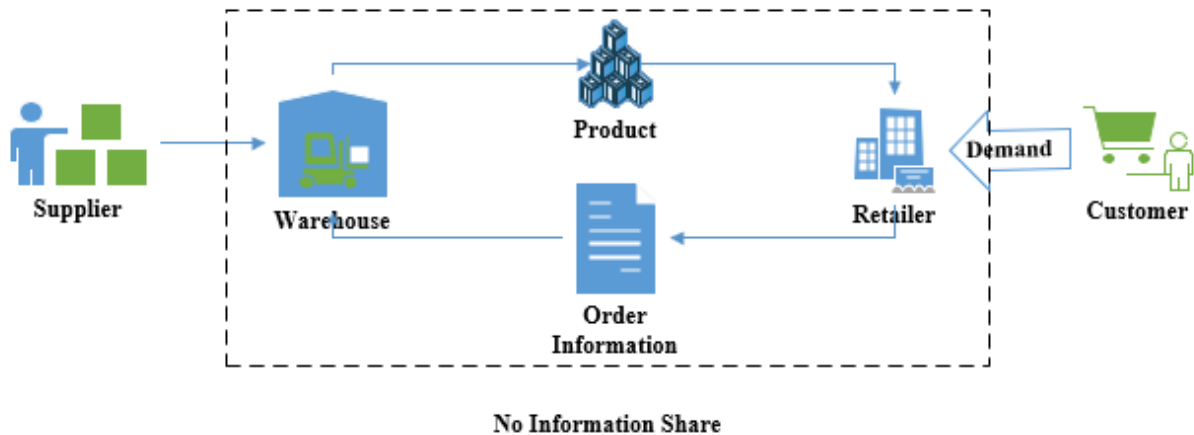 Product
Demand
Supplier
Warehouse
Retailer
Customer
Order
Information
No Information Share